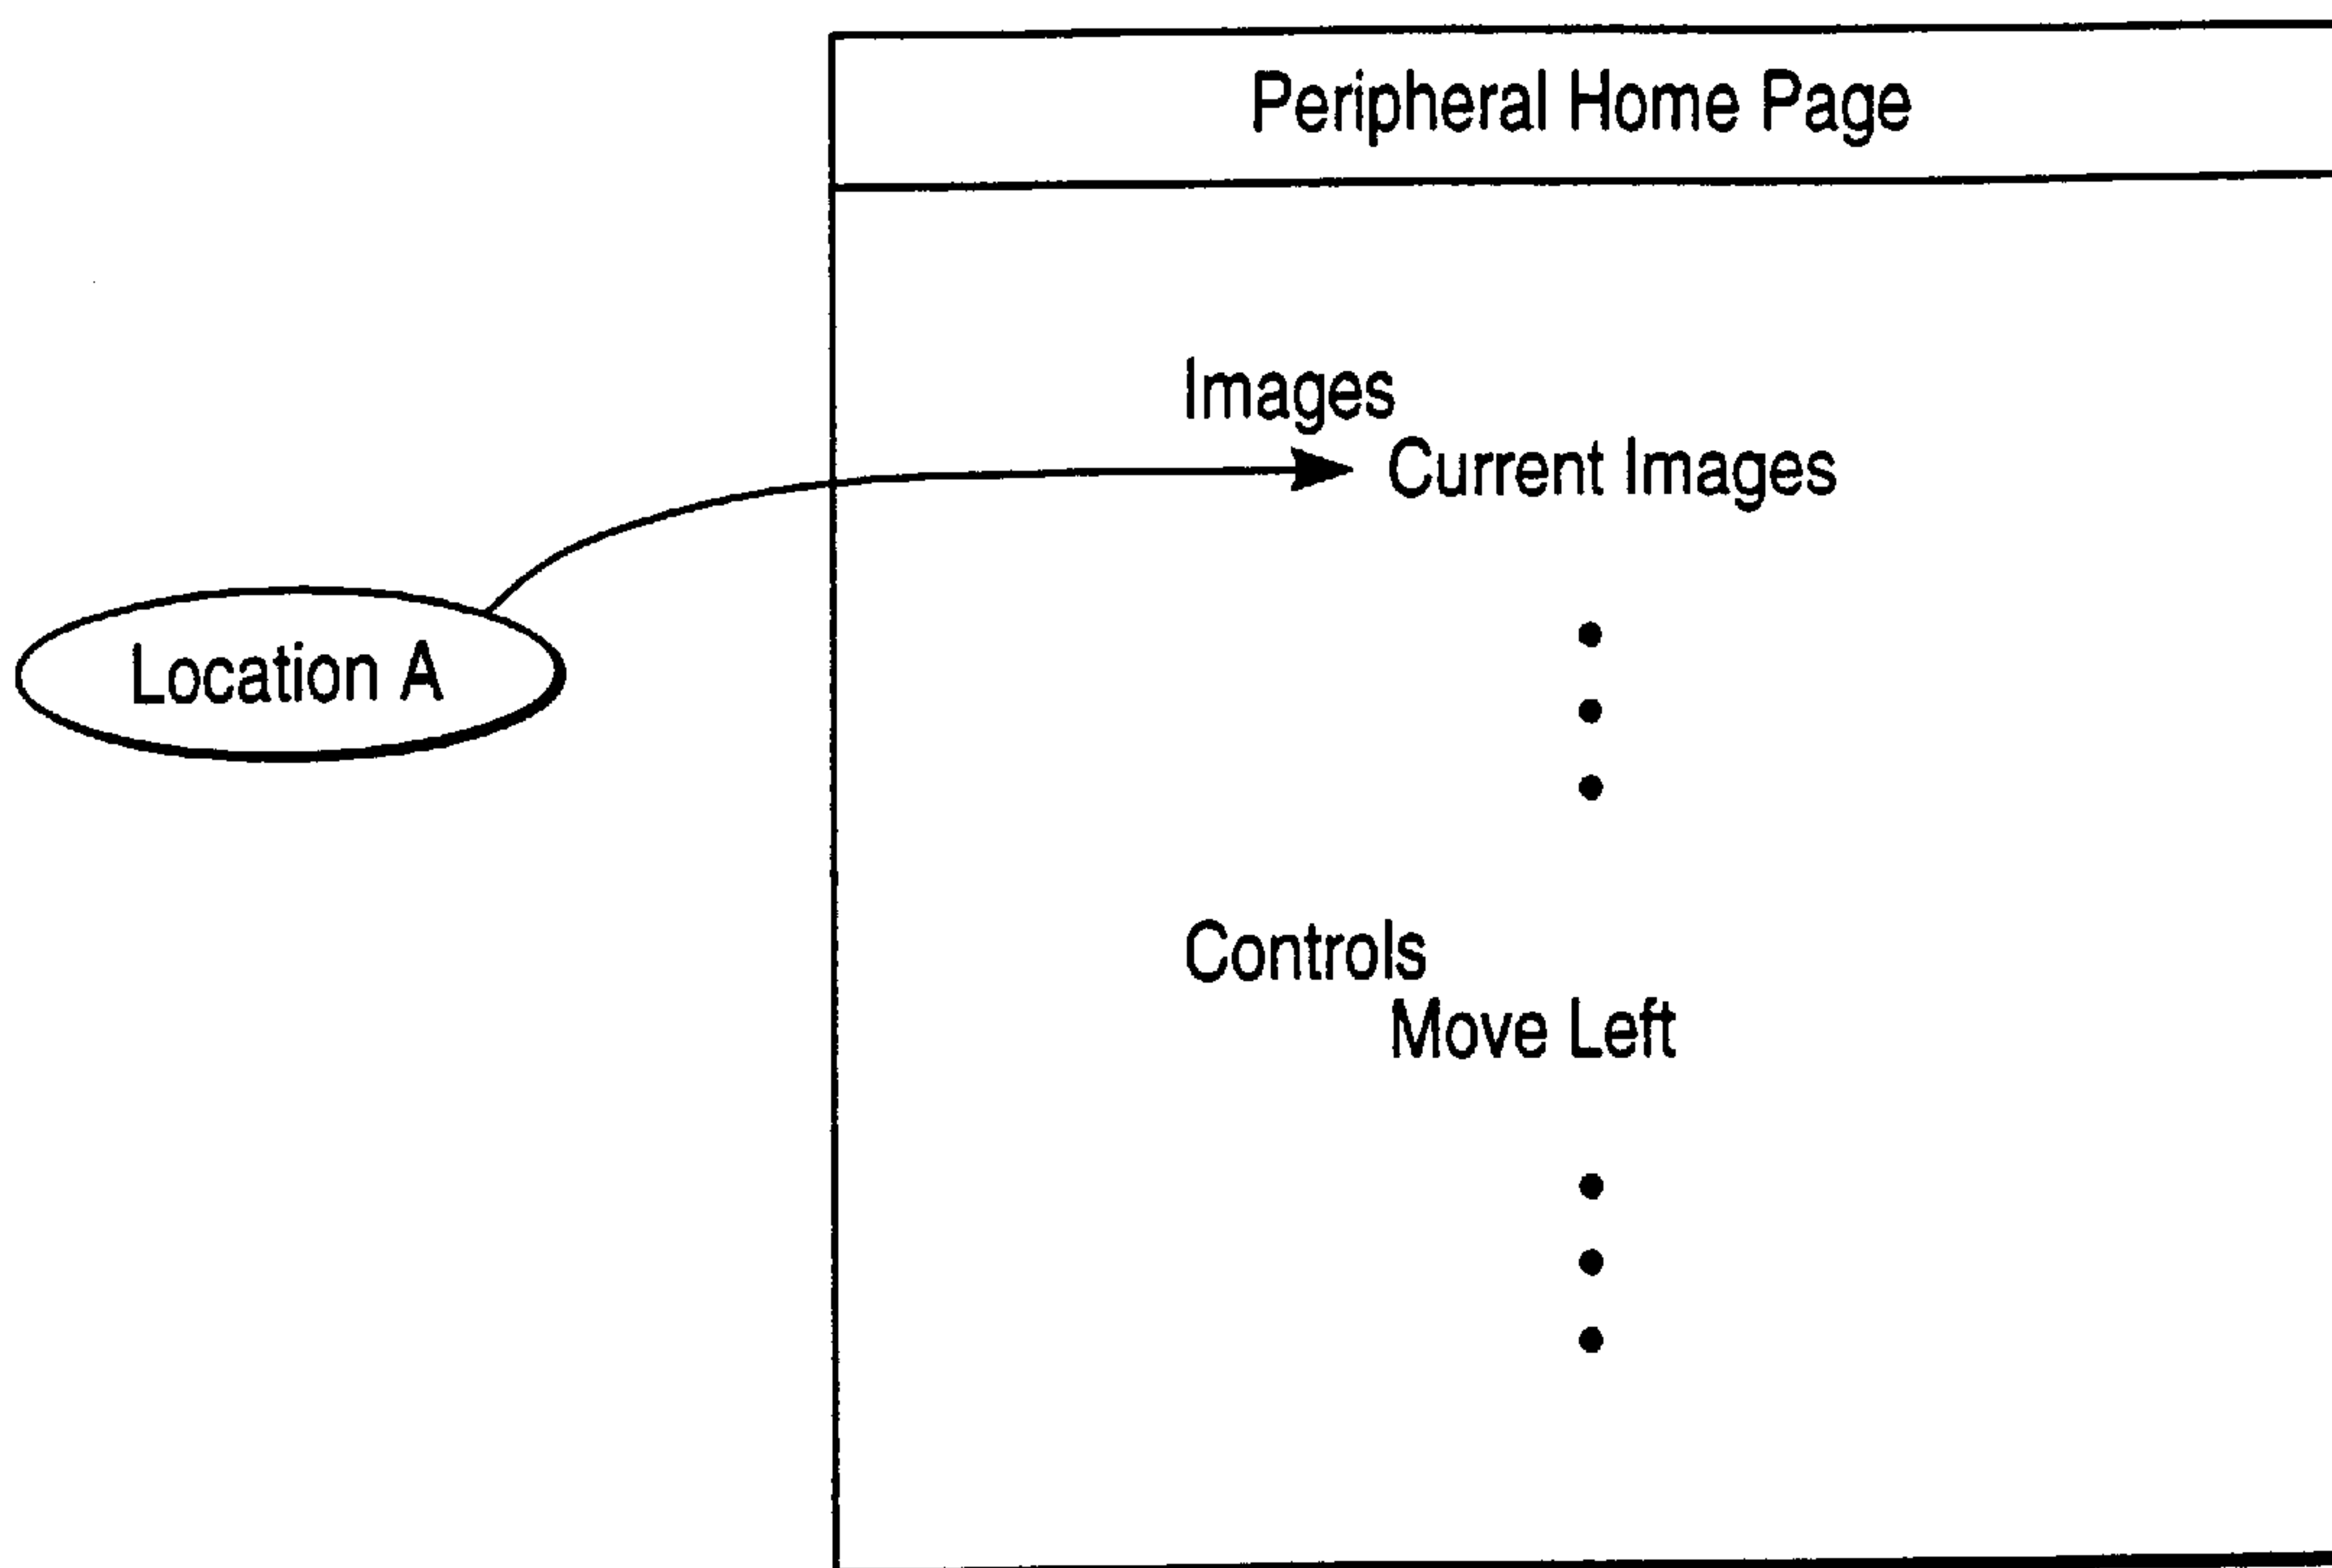 Peripheral Home Page
Images
Current Images
Location A
Controls
Move Left